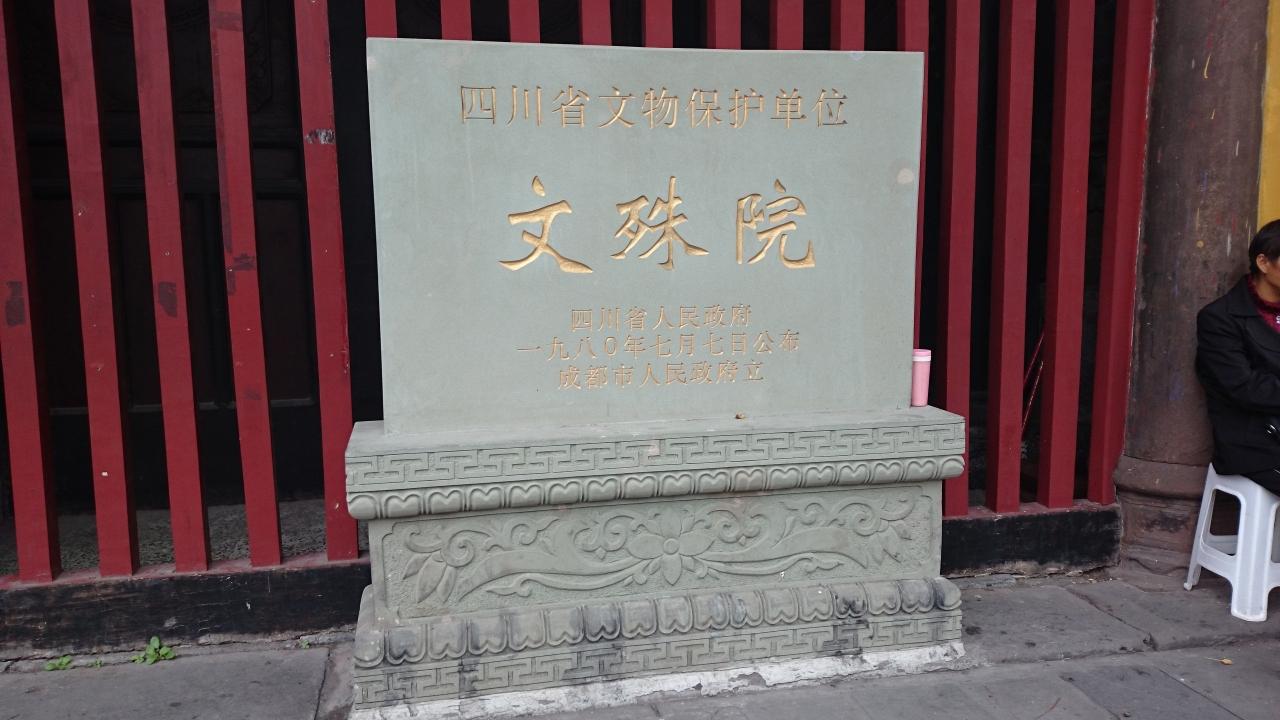 四川省文物保护单位
文殊院
四川省人民政府
一九八〇年七月七日公布
成都市人民政府立